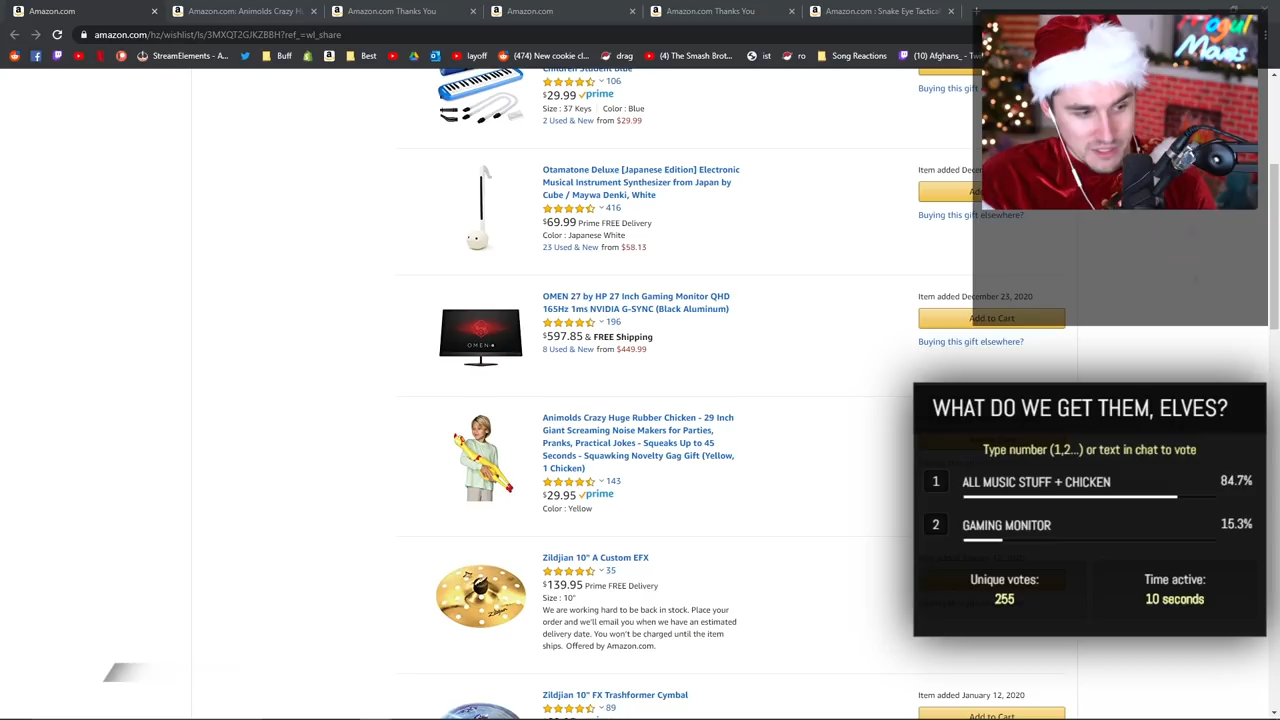 Amazon.com
Amazon.com: Animolds Crazy H
Amazon.com Thanks You
Amazon.com
Amazon.com Thanks You
Amazon.com : Snake Eye Tactical
amazon.com/hz/wishlist/ls/3MXQT2GJKZBBH?ref_=wl_share
StreamElements - A...
Buzz
Best
layoff
(474) New cookie cl...
drag
(4) The Smash Brot...
ist
ro
Song Reactions
(10) Afghans_ - Tw
Mogul
Moves
Children Student Blue
106
$29.99 prime
Size : 37 Keys Color : Blue
2 Used & New from $29.99
Buying this gift
Otamatone Deluxe [Japanese Edition] Electronic
Musical Instrument Synthesizer from Japan by
Cube / Maywa Denki, White
416
$69.99 Prime FREE Delivery
Color : Japanese White
23 Used & New from $58.13
Item added Dece
Ad
Buying this gift elsewhere?
OMEN 27 by HP 27 Inch Gaming Monitor QHD
165Hz 1ms NVIDIA G-SYNC (Black Aluminum)
196
$597.85 & FREE Shipping
8 Used & New from $449.99
Item added December 23, 2020
Add to Cart
Buying this gift elsewhere?
OMEN
Animolds Crazy Huge Rubber Chicken - 29 Inch
Giant Screaming Noise Makers for Parties,
Pranks, Practical Jokes - Squeaks Up to 45
Seconds - Squawking Novelty Gag Gift (Yellow,
1 Chicken)
143
$29.95 prime
Color : Yellow
WHAT DO WE GET THEM, ELVES?
Type number (1,2...) or text in chat to vote
1 ALL MUSIC STUFF + CHICKEN 84.7%
2 GAMING MONITOR 15.3%
Unique votes:
255
Time active:
10 seconds
Zildjian 10" A Custom EFX
35
$139.95 Prime FREE Delivery
Size : 10"
We are working hard to be back in stock. Place your
order and we'll email you when we have an estimated
delivery date. You won't be charged until the item
ships. Offered by Amazon.com.
Zildjian 10" FX Trashformer Cymbal
89
Item added January 12, 2020
Add to Cart